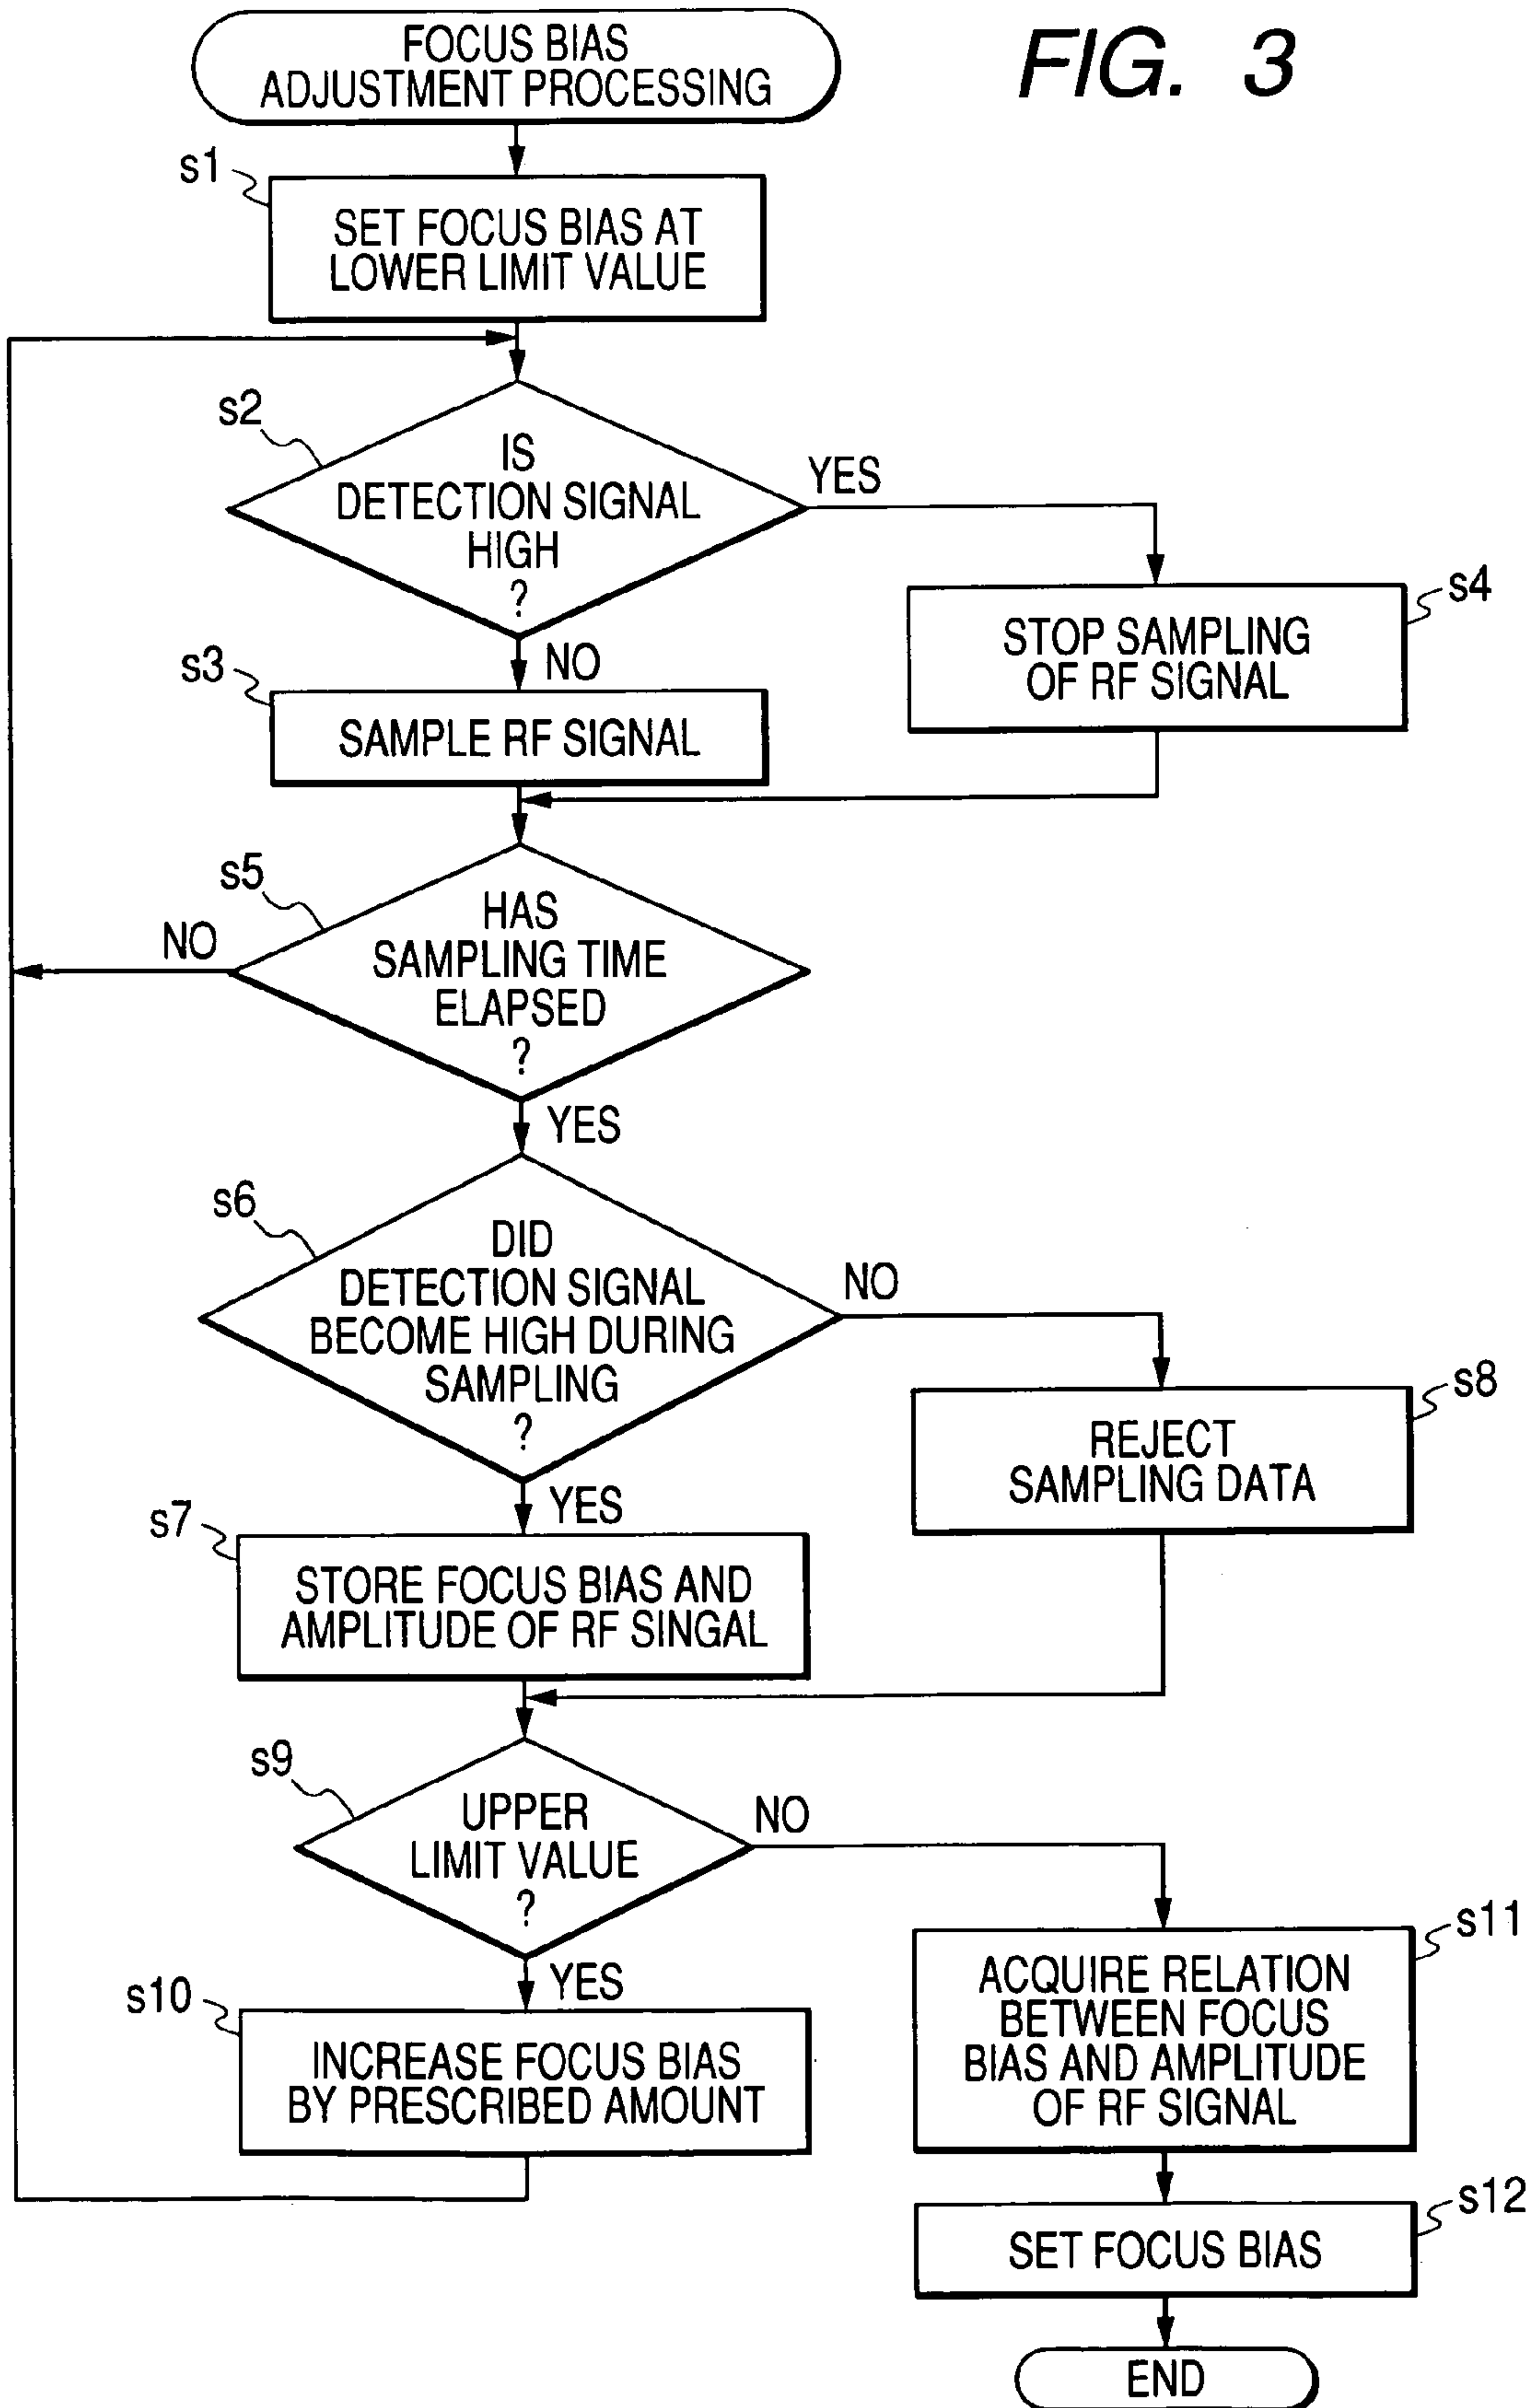 FIG. 3
FOCUS BIAS
ADJUSTMENT PROCESSING
s1
SET FOCUS BIAS AT
LOWER LIMIT VALUE
s2
IS
DETECTION SIGNAL
HIGH
?
YES
NO
s3
SAMPLE RF SIGNAL
s4
STOP SAMPLING
OF RF SIGNAL
s5
HAS
SAMPLING TIME
ELAPSED
?
NO
YES
s6
DID
DETECTION SIGNAL
BECOME HIGH DURING
SAMPLING
?
NO
YES
s7
STORE FOCUS BIAS AND
AMPLITUDE OF RF SINGAL
s8
REJECT
SAMPLING DATA
s9
UPPER
LIMIT VALUE
?
NO
YES
s10
INCREASE FOCUS BIAS
BY PRESCRIBED AMOUNT
s11
ACQUIRE RELATION
BETWEEN FOCUS
BIAS AND AMPLITUDE
OF RF SIGNAL
s12
SET FOCUS BIAS
END